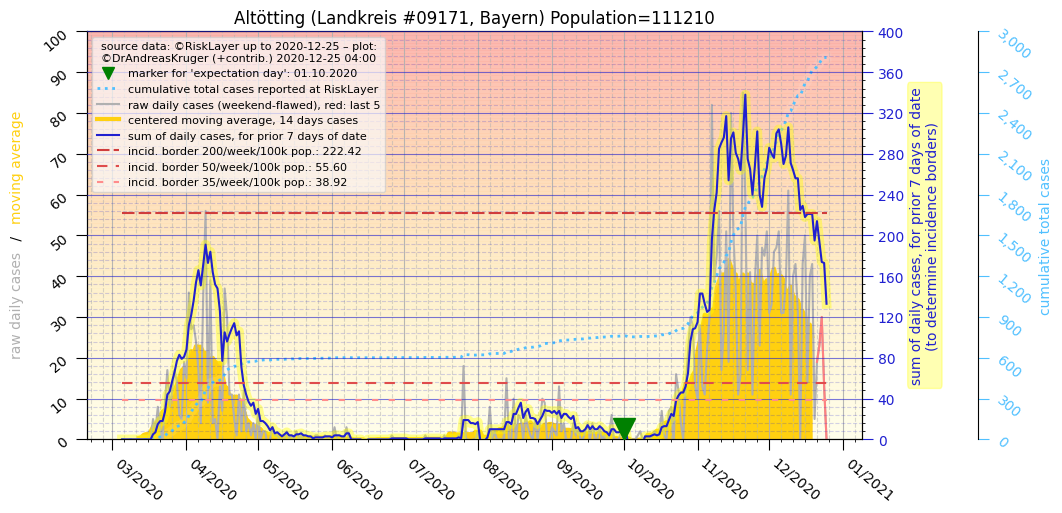 Altötting (Landkreis #09171, Bayern) Population=111210
source data: ©RiskLayer up to 2020-12-25 – plot:
©DrAndreasKruger (+contrib.) 2020-12-25 04:00
marker for 'expectation day': 01.10.2020
cumulative total cases reported at RiskLayer
raw daily cases (weekend-flawed), red: last 5
centered moving average, 14 days cases
sum of daily cases, for prior 7 days of date
incid. border 200/week/100k pop.: 222.42
incid. border 50/week/100k pop.: 55.60
incid. border 35/week/100k pop.: 38.92
raw daily cases / moving average
100
90
80
70
60
50
40
30
20
10
0
03/2020
04/2020
05/2020
06/2020
07/2020
08/2020
09/2020
10/2020
11/2020
12/2020
01/2021
400
360
320
280
240
200
160
120
80
40
0
sum of daily cases, for prior 7 days of date
(to determine incidence borders)
3,000
2,700
2,400
2,100
1,800
1,500
1,200
900
600
300
0
cumulative total cases